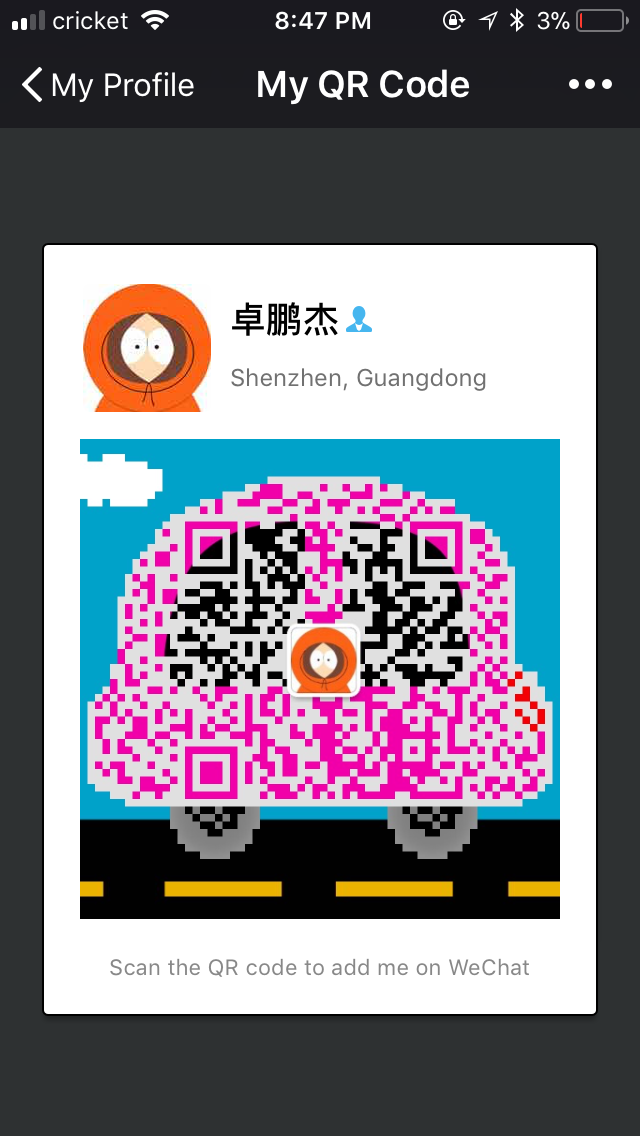 cricket 8:47 PM 3%
My Profile My QR Code
卓鹏杰
Shenzhen, Guangdong
Scan the QR code to add me on WeChat